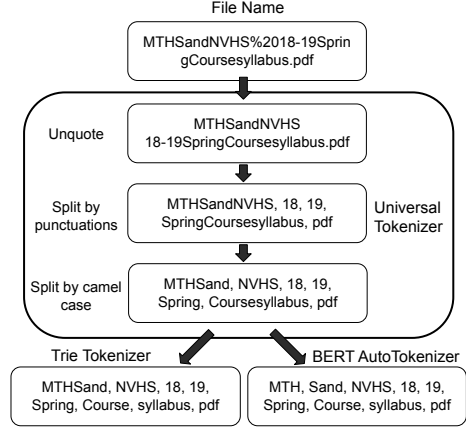 File Name
MTHSandNVHS%2018-19Sprin
gCoursesyllabus.pdf
Unquote
MTHSandNVHS
18-19SpringCoursesyllabus.pdf
Split by
punctuations
MTHSandNVHS, 18, 19,
SpringCoursesyllabus, pdf
Universal
Tokenizer
Split by camel
case
MTHSand, NVHS, 18, 19,
Spring, Coursesyllabus, pdf
Trie Tokenizer
BERT AutoTokenizer
MTHSand, NVHS, 18, 19,
Spring, Course, syllabus, pdf
MTH, Sand, NVHS, 18, 19,
Spring, Course, syllabus, pdf